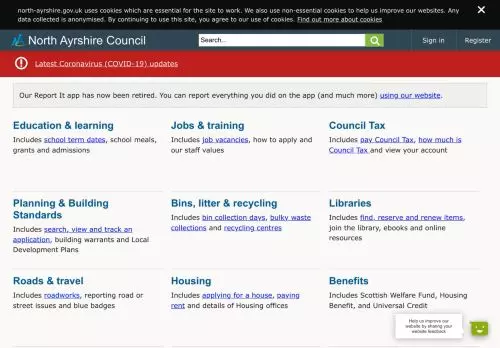 north-ayrshire.gov.uk uses cookies which are essential for the site to work. We also use non-essential cookies to help us improve our websites. Any
data collected is anonymised. By continuing to use this site, you agree to our use of cookies. Find out more about cookies
North Ayrshire Council
Search...
Sign in
Register
Latest Coronavirus (COVID-19) updates
Our Report It app has now been retired. You can report everything you did on the app (and much more) using our website.
Education & learning
Includes school term dates, school meals,
grants and admissions
Jobs & training
Includes job vacancies, how to apply and
our staff values
Council Tax
Includes pay Council Tax, how much is
Council Tax and view your account
Planning & Building
Standards
Includes search, view and track an
application, building warrants and Local
Development Plans
Bins, litter & recycling
Includes bin collection days, bulky waste
collections and recycling centres
Libraries
Includes find, reserve and renew items,
join the library, ebooks and online
resources
Roads & travel
Includes roadworks, reporting road or
street issues and blue badges
Housing
Includes applying for a house, paying
rent and details of Housing offices
Benefits
Includes Scottish Welfare Fund, Housing
Benefit, and Universal Credit
Help us improve our
website by sharing your
website feedback